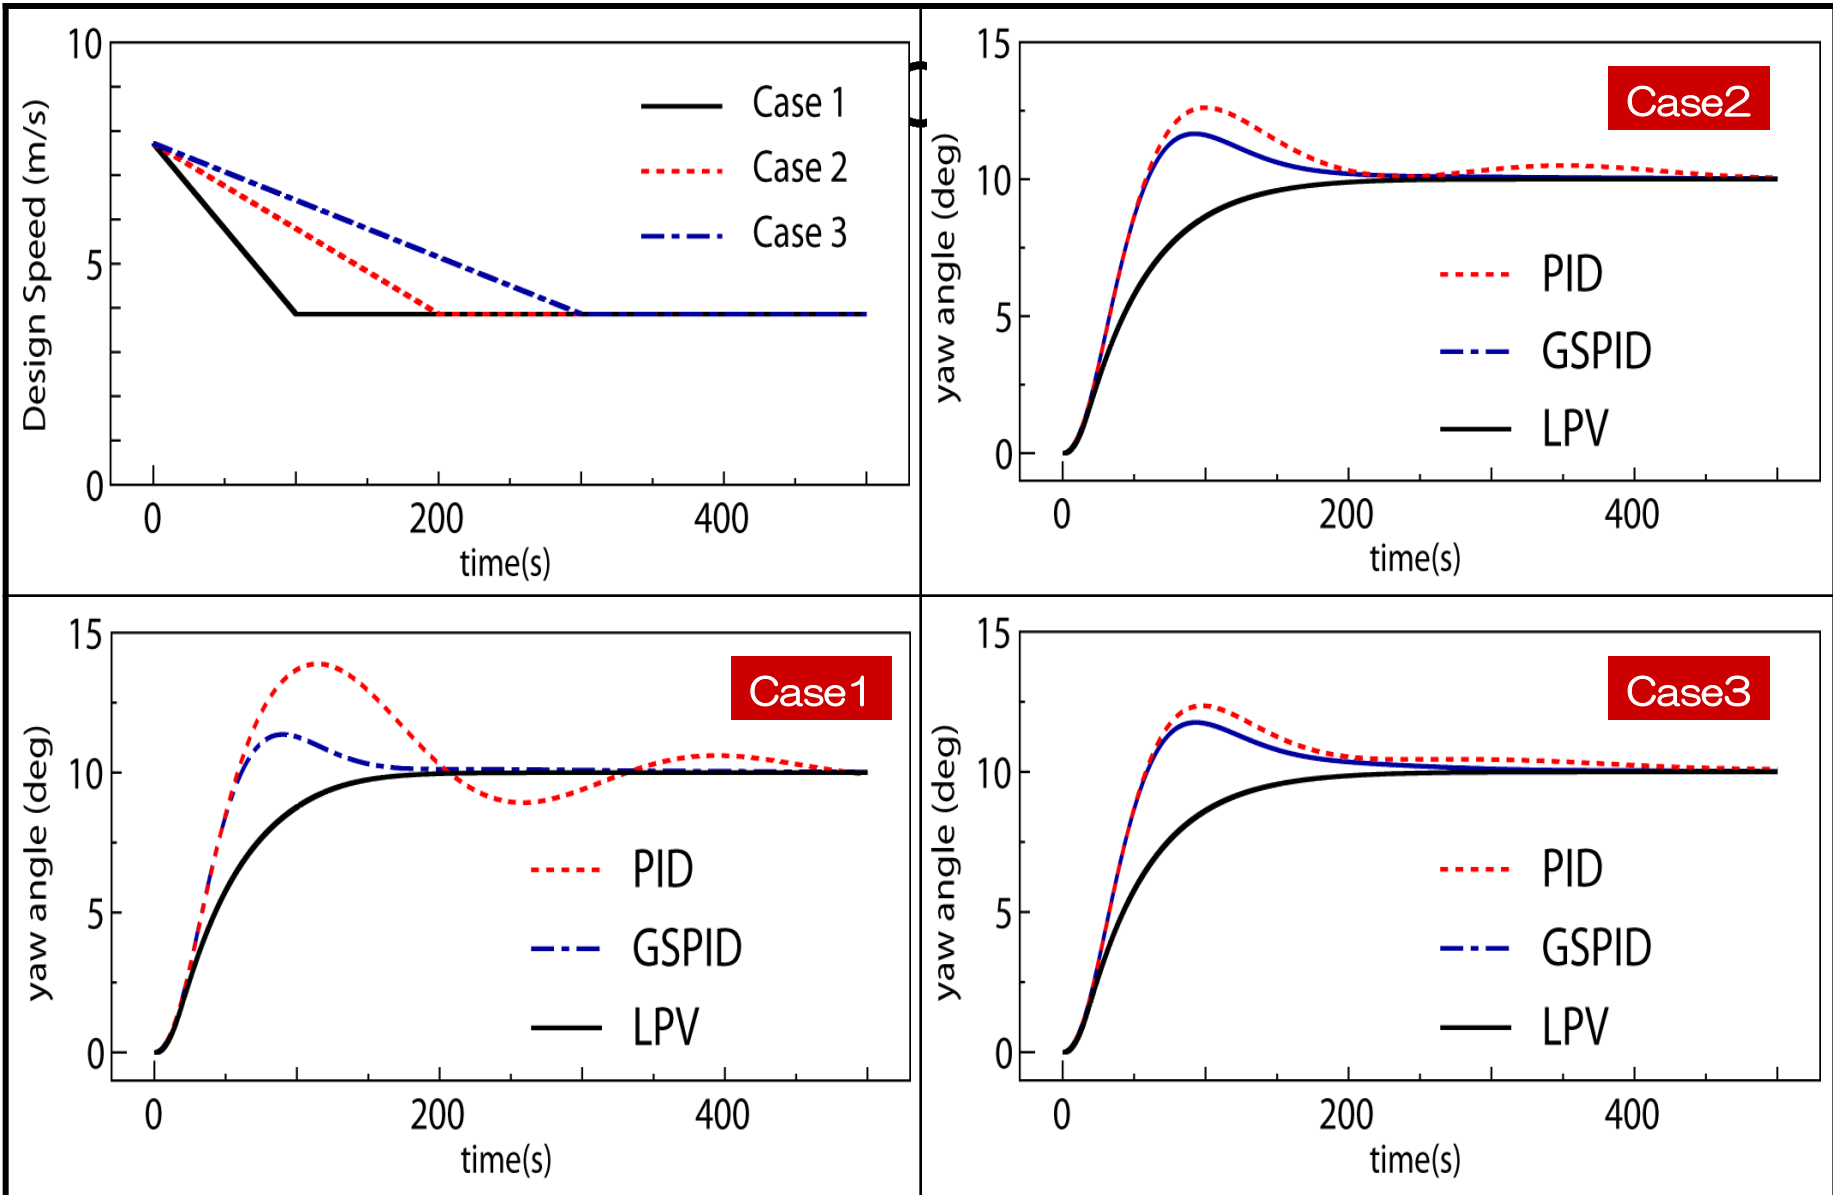 10
5
0
Design Speed (m/s)
Case 1
Case 2
Case 3
0 200 400
time(s)
15
10
5
0
yaw angle (deg)
Case2
PID
GSPID
LPV
0 200 400
time(s)
15
10
5
0
yaw angle (deg)
Case1
PID
GSPID
LPV
0 200 400
time(s)
15
10
5
0
yaw angle (deg)
Case3
PID
GSPID
LPV
0 200 400
time(s)